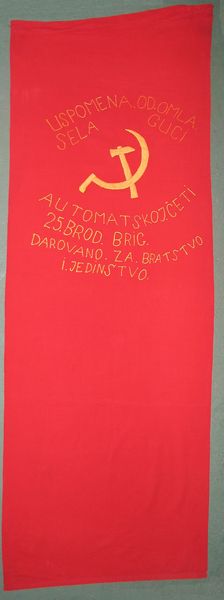 USPOMENA. OD. OMLA.
SELA GUCI
AUTOMATSKOJ ČETI
25. BROD. BRIG.
DAROVANO. ZA. BRATSTVO
I. JEDINSTVO.